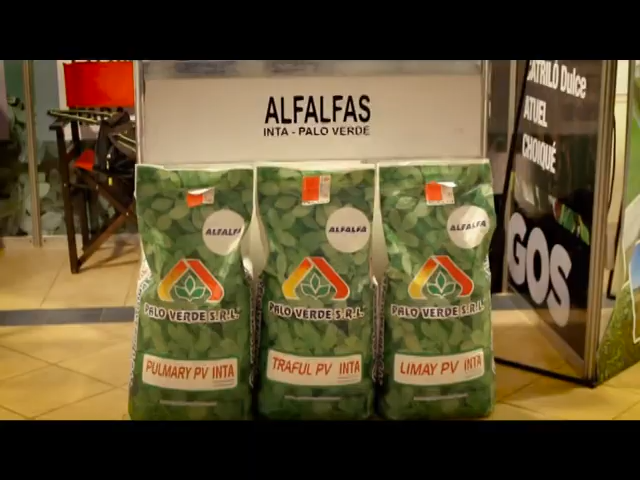 ALFALFAS
INTA - PALO VERDE
ALFALFA
PALO VERDE S.R.L.
PULMARY PV INTA
ALFALFA
PALO VERDE S.R.L.
TRAFUL PV INTA
ALFALFA
PALO VERDE S.R.L.
LIMAY PV INTA
CATRILÓ Dulce
ATUEL
CHOIQUÉ
GOS